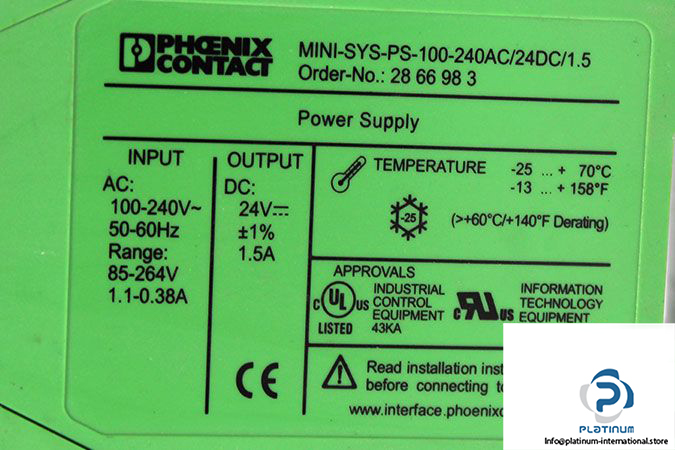 PHŒNIX
CONTACT
MINI-SYS-PS-100-240AC/24DC/1.5
Order-No.: 28 66 98 3
Power Supply
INPUT
AC:
100-240V~
50-60Hz
Range:
85-264V
1.1-0.38A
OUTPUT
DC:
24V⎓
±1%
1.5A
TEMPERATURE -25 ... + 70°C
-13 ... + 158°F
-25
(>+60°C/+140°F Derating)
APPROVALS
C UL US
LISTED
INDUSTRIAL
CONTROL
EQUIPMENT
43KA
c RU US
INFORMATION
TECHNOLOGY
EQUIPMENT
CE
Read installation
before connecting
www.interface.phoenix
PLATINUM
Info@platinum-international.store